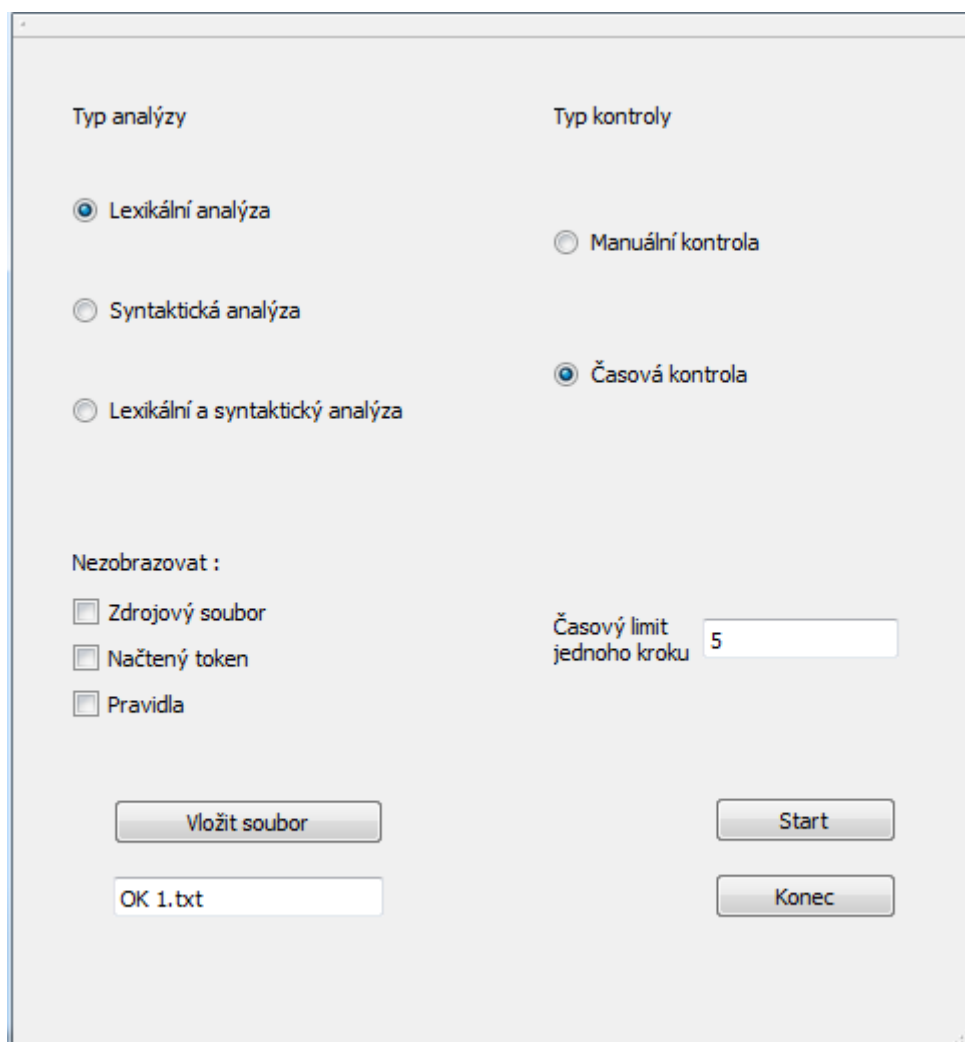 Typ analýzy
Typ kontroly
Lexikální analýza
Manuální kontrola
Syntaktická analýza
Časová kontrola
Lexikální a syntaktický analýza
Nezobrazovat :
Zdrojový soubor
Načtený token
Pravidla
Časový limit
jednoho kroku
5
Vložit soubor
Start
OK 1.txt
Konec